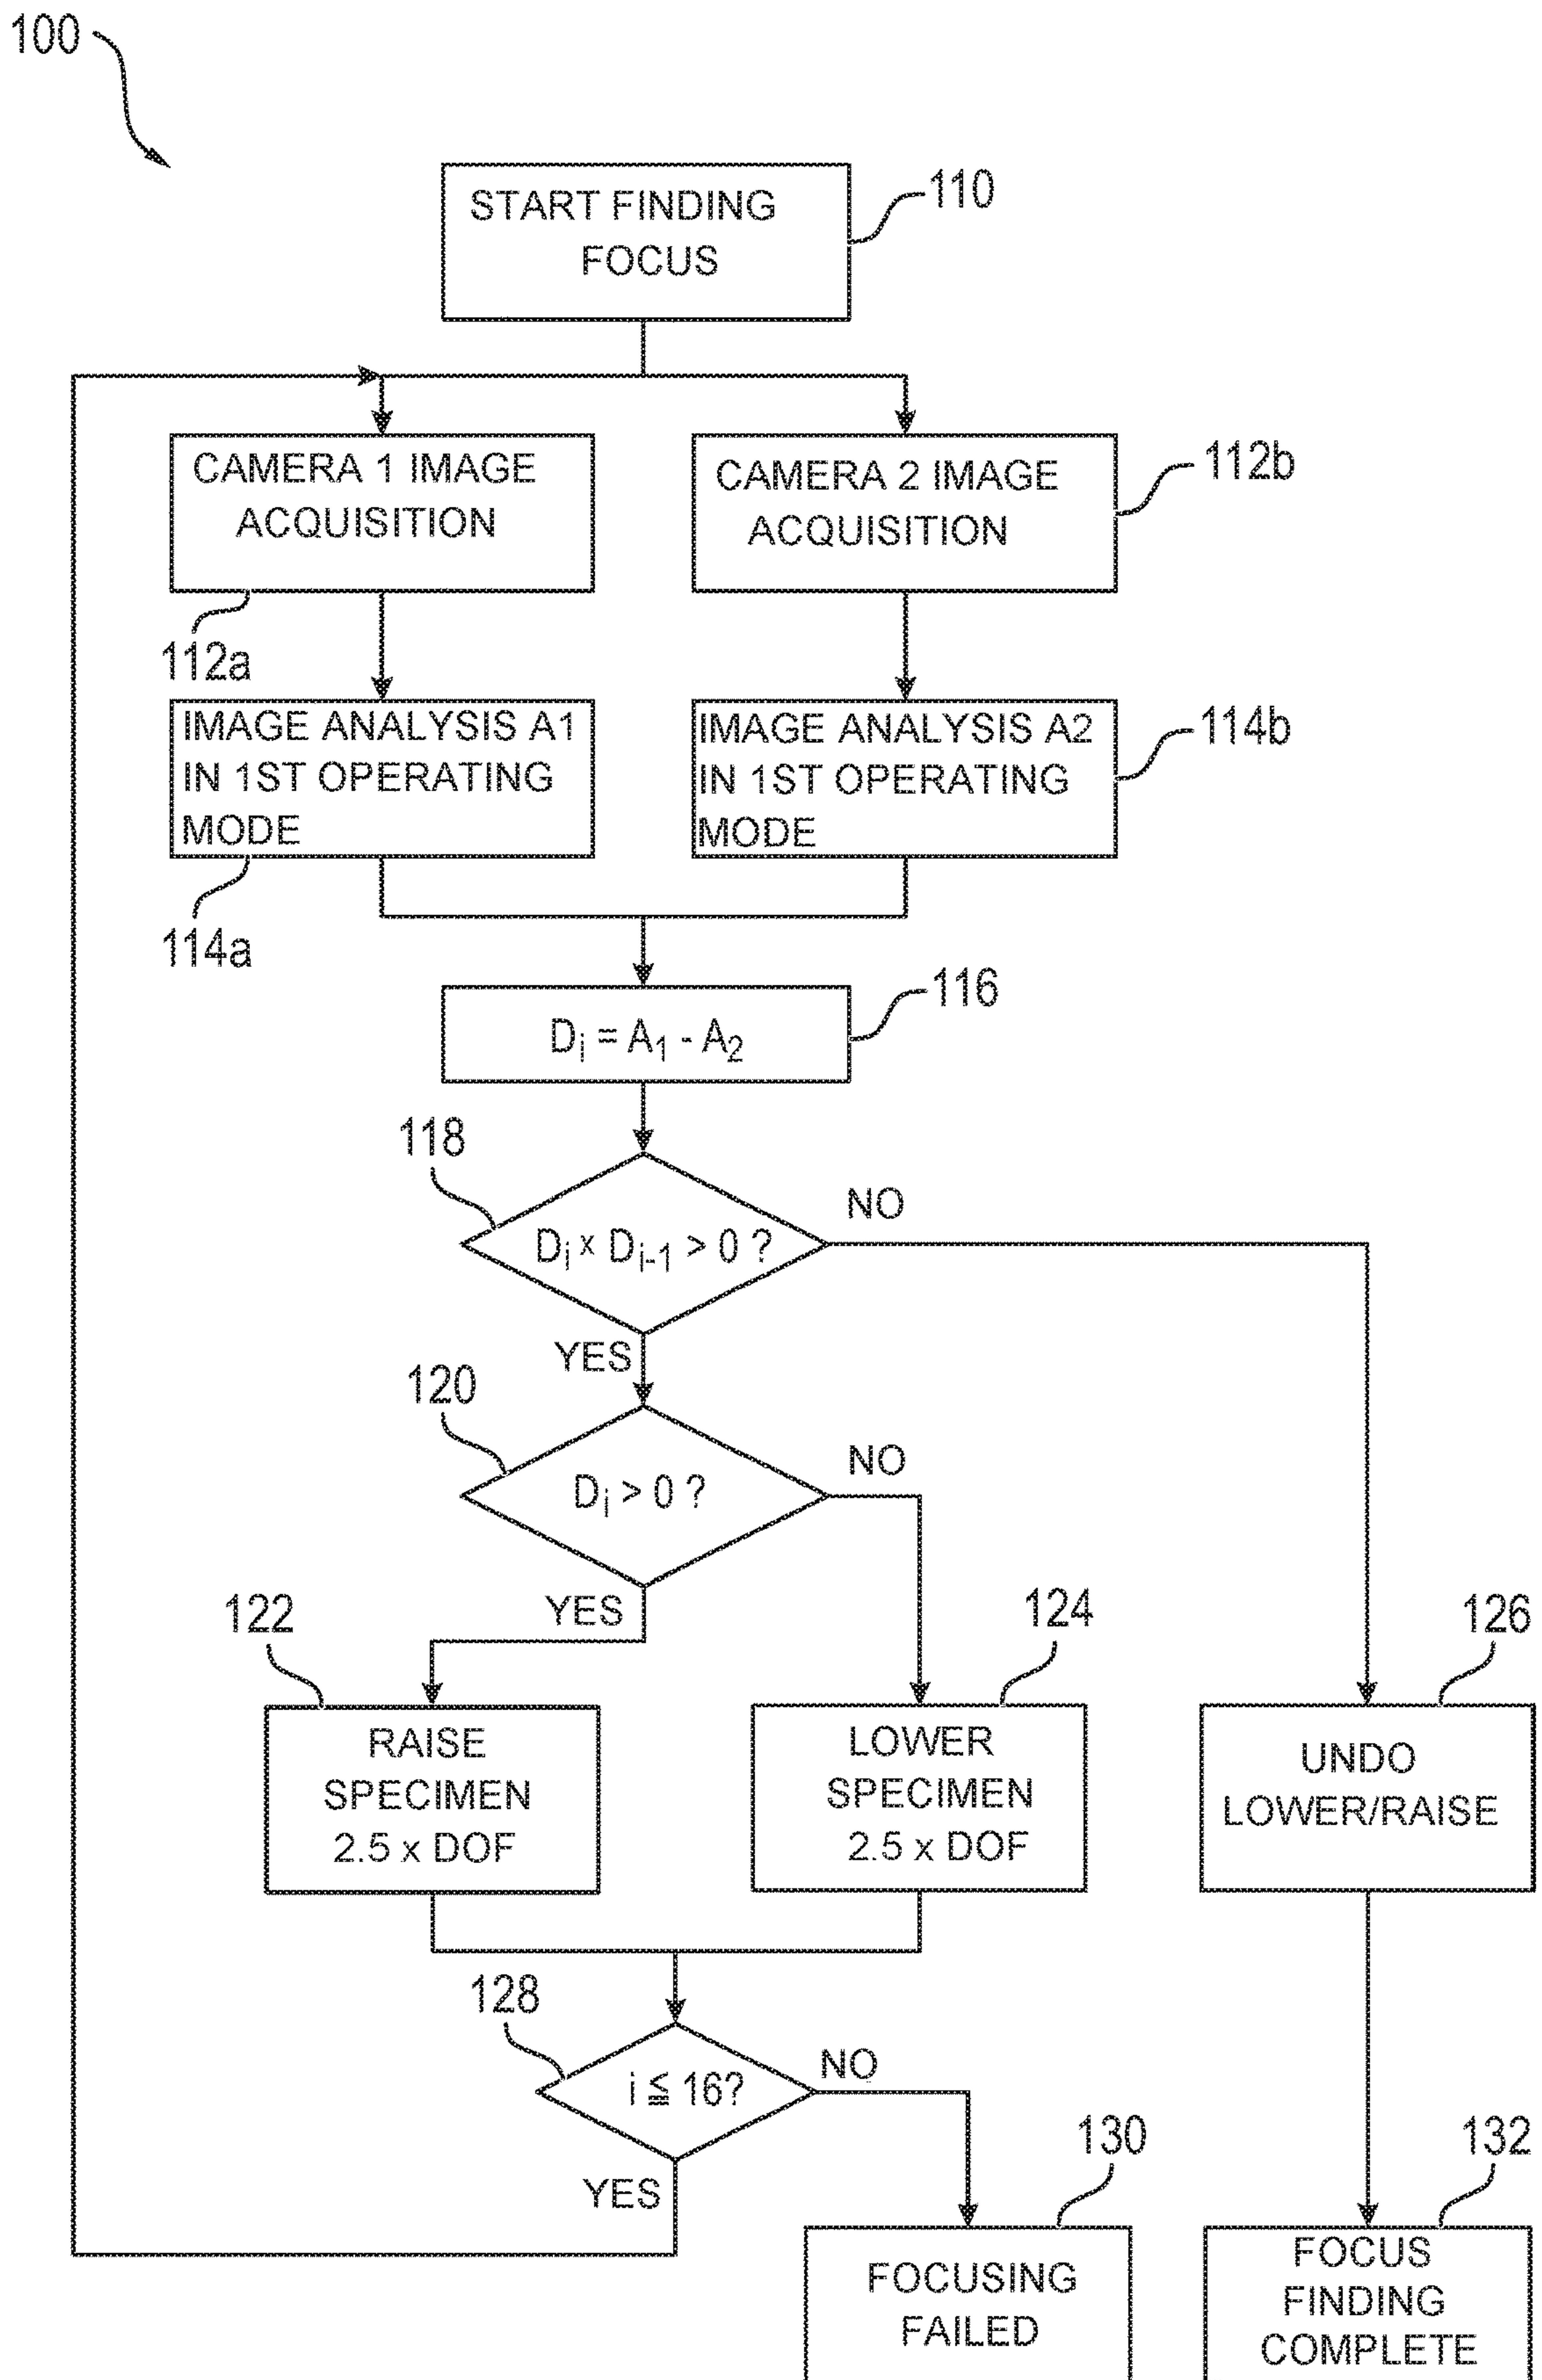 100
START FINDING
FOCUS
110
CAMERA 1 IMAGE
ACQUISITION
112a
CAMERA 2 IMAGE
ACQUISITION
112b
IMAGE ANALYSIS A1
IN 1ST OPERATING
MODE
114a
IMAGE ANALYSIS A2
IN 1ST OPERATING
MODE
114b
Di = A1 - A2
116
118
Di x Di-1 > 0 ?
NO
YES
120
Di > 0 ?
NO
YES
122
RAISE
SPECIMEN
2.5 x DOF
124
LOWER
SPECIMEN
2.5 x DOF
126
UNDO
LOWER/RAISE
128
i ≦ 16?
NO
YES
130
FOCUSING
FAILED
132
FOCUS
FINDING
COMPLETE